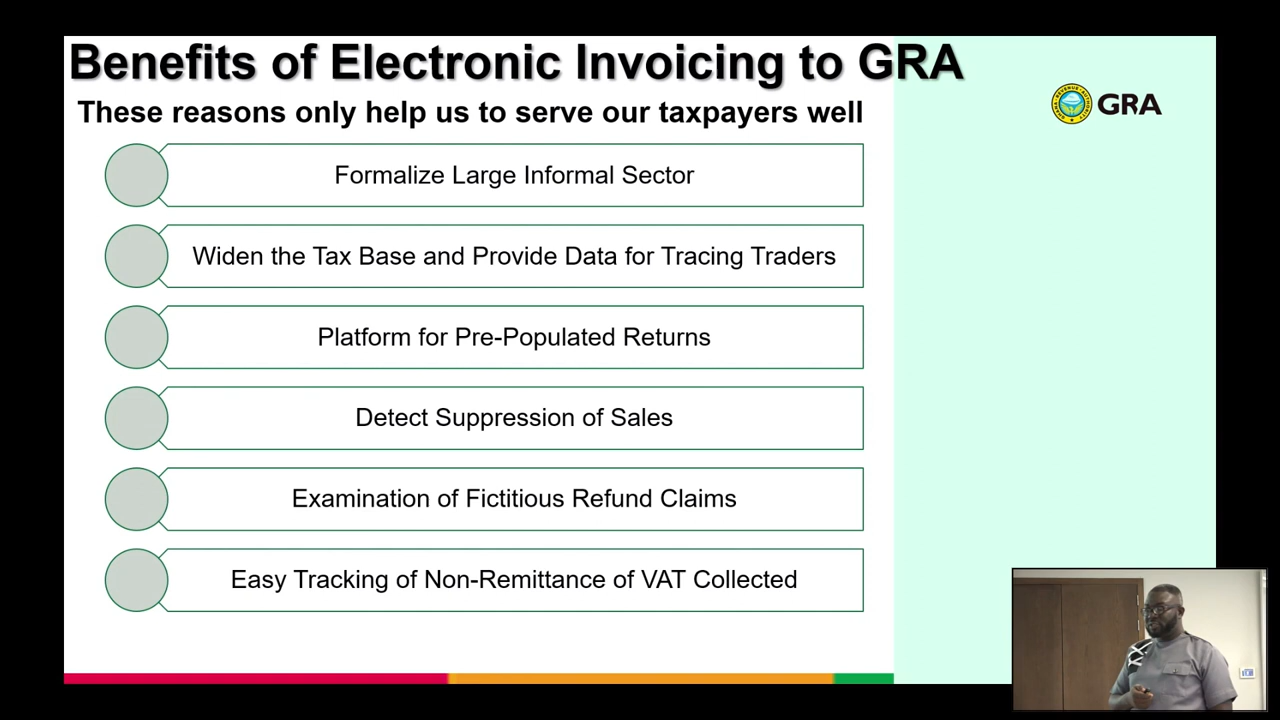 Benefits of Electronic Invoicing to GRA
These reasons only help us to serve our taxpayers well
GRA
Formalize Large Informal Sector
Widen the Tax Base and Provide Data for Tracing Traders
Platform for Pre-Populated Returns
Detect Suppression of Sales
Examination of Fictitious Refund Claims
Easy Tracking of Non-Remittance of VAT Collected